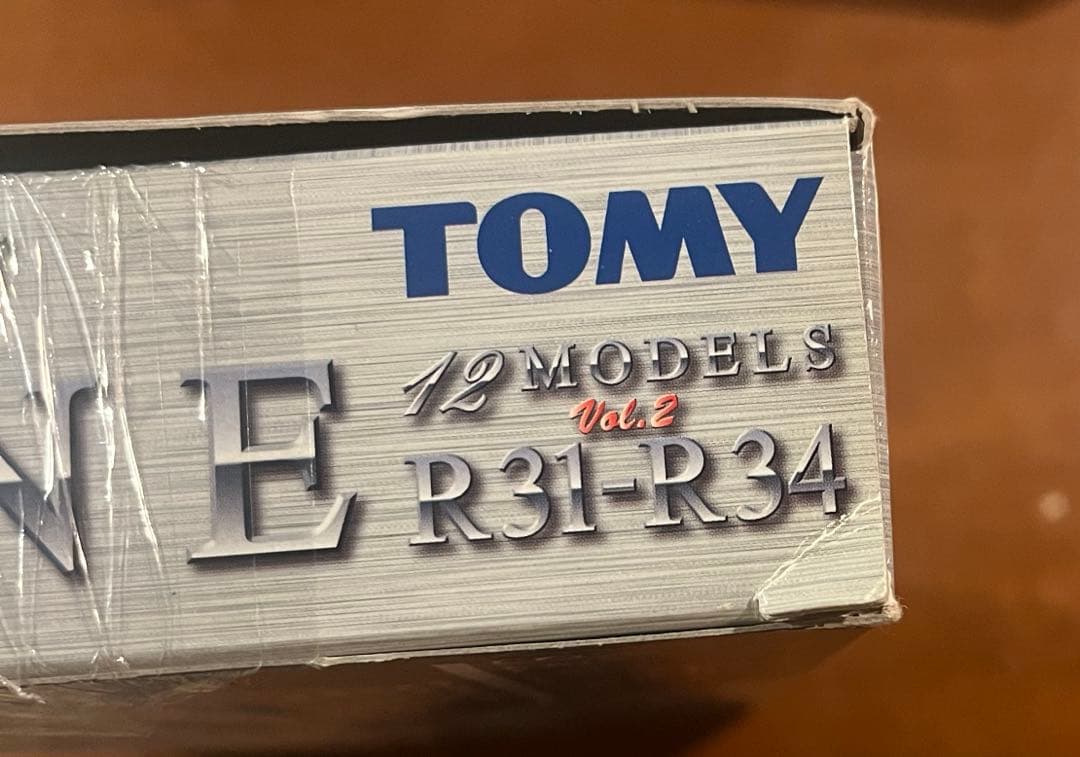 TOMY
NE
12 MODELS
Vol.2
R31-R34